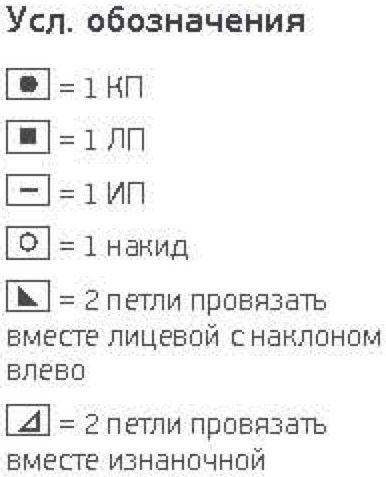 Усл. обозначения
= 1 КП
= 1 ЛП
= 1 ИП
= 1 накид
= 2 петли провязать
вместе лицевой с наклоном
влево
= 2 петли провязать
вместе изнаночной